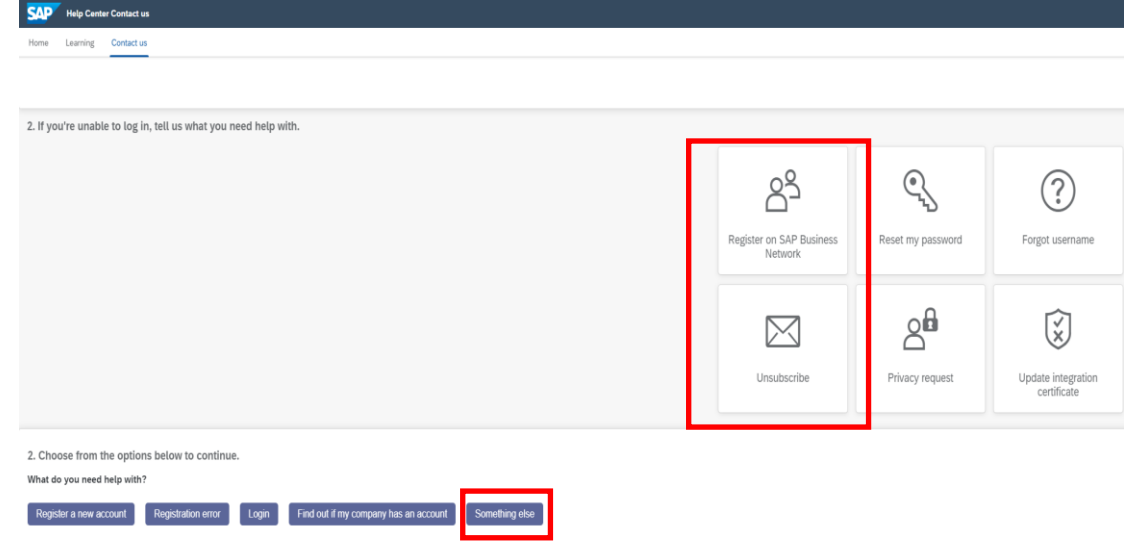 SAP Help Center Contact us
Home Learning Contact us
2. If you're unable to log in, tell us what you need help with.
Register on SAP Business
Network
Reset my password
Forgot username
Unsubscribe
Privacy request
Update integration
certificate
2. Choose from the options below to continue.
What do you need help with?
Register a new account Registration error Login Find out if my company has an account Something else